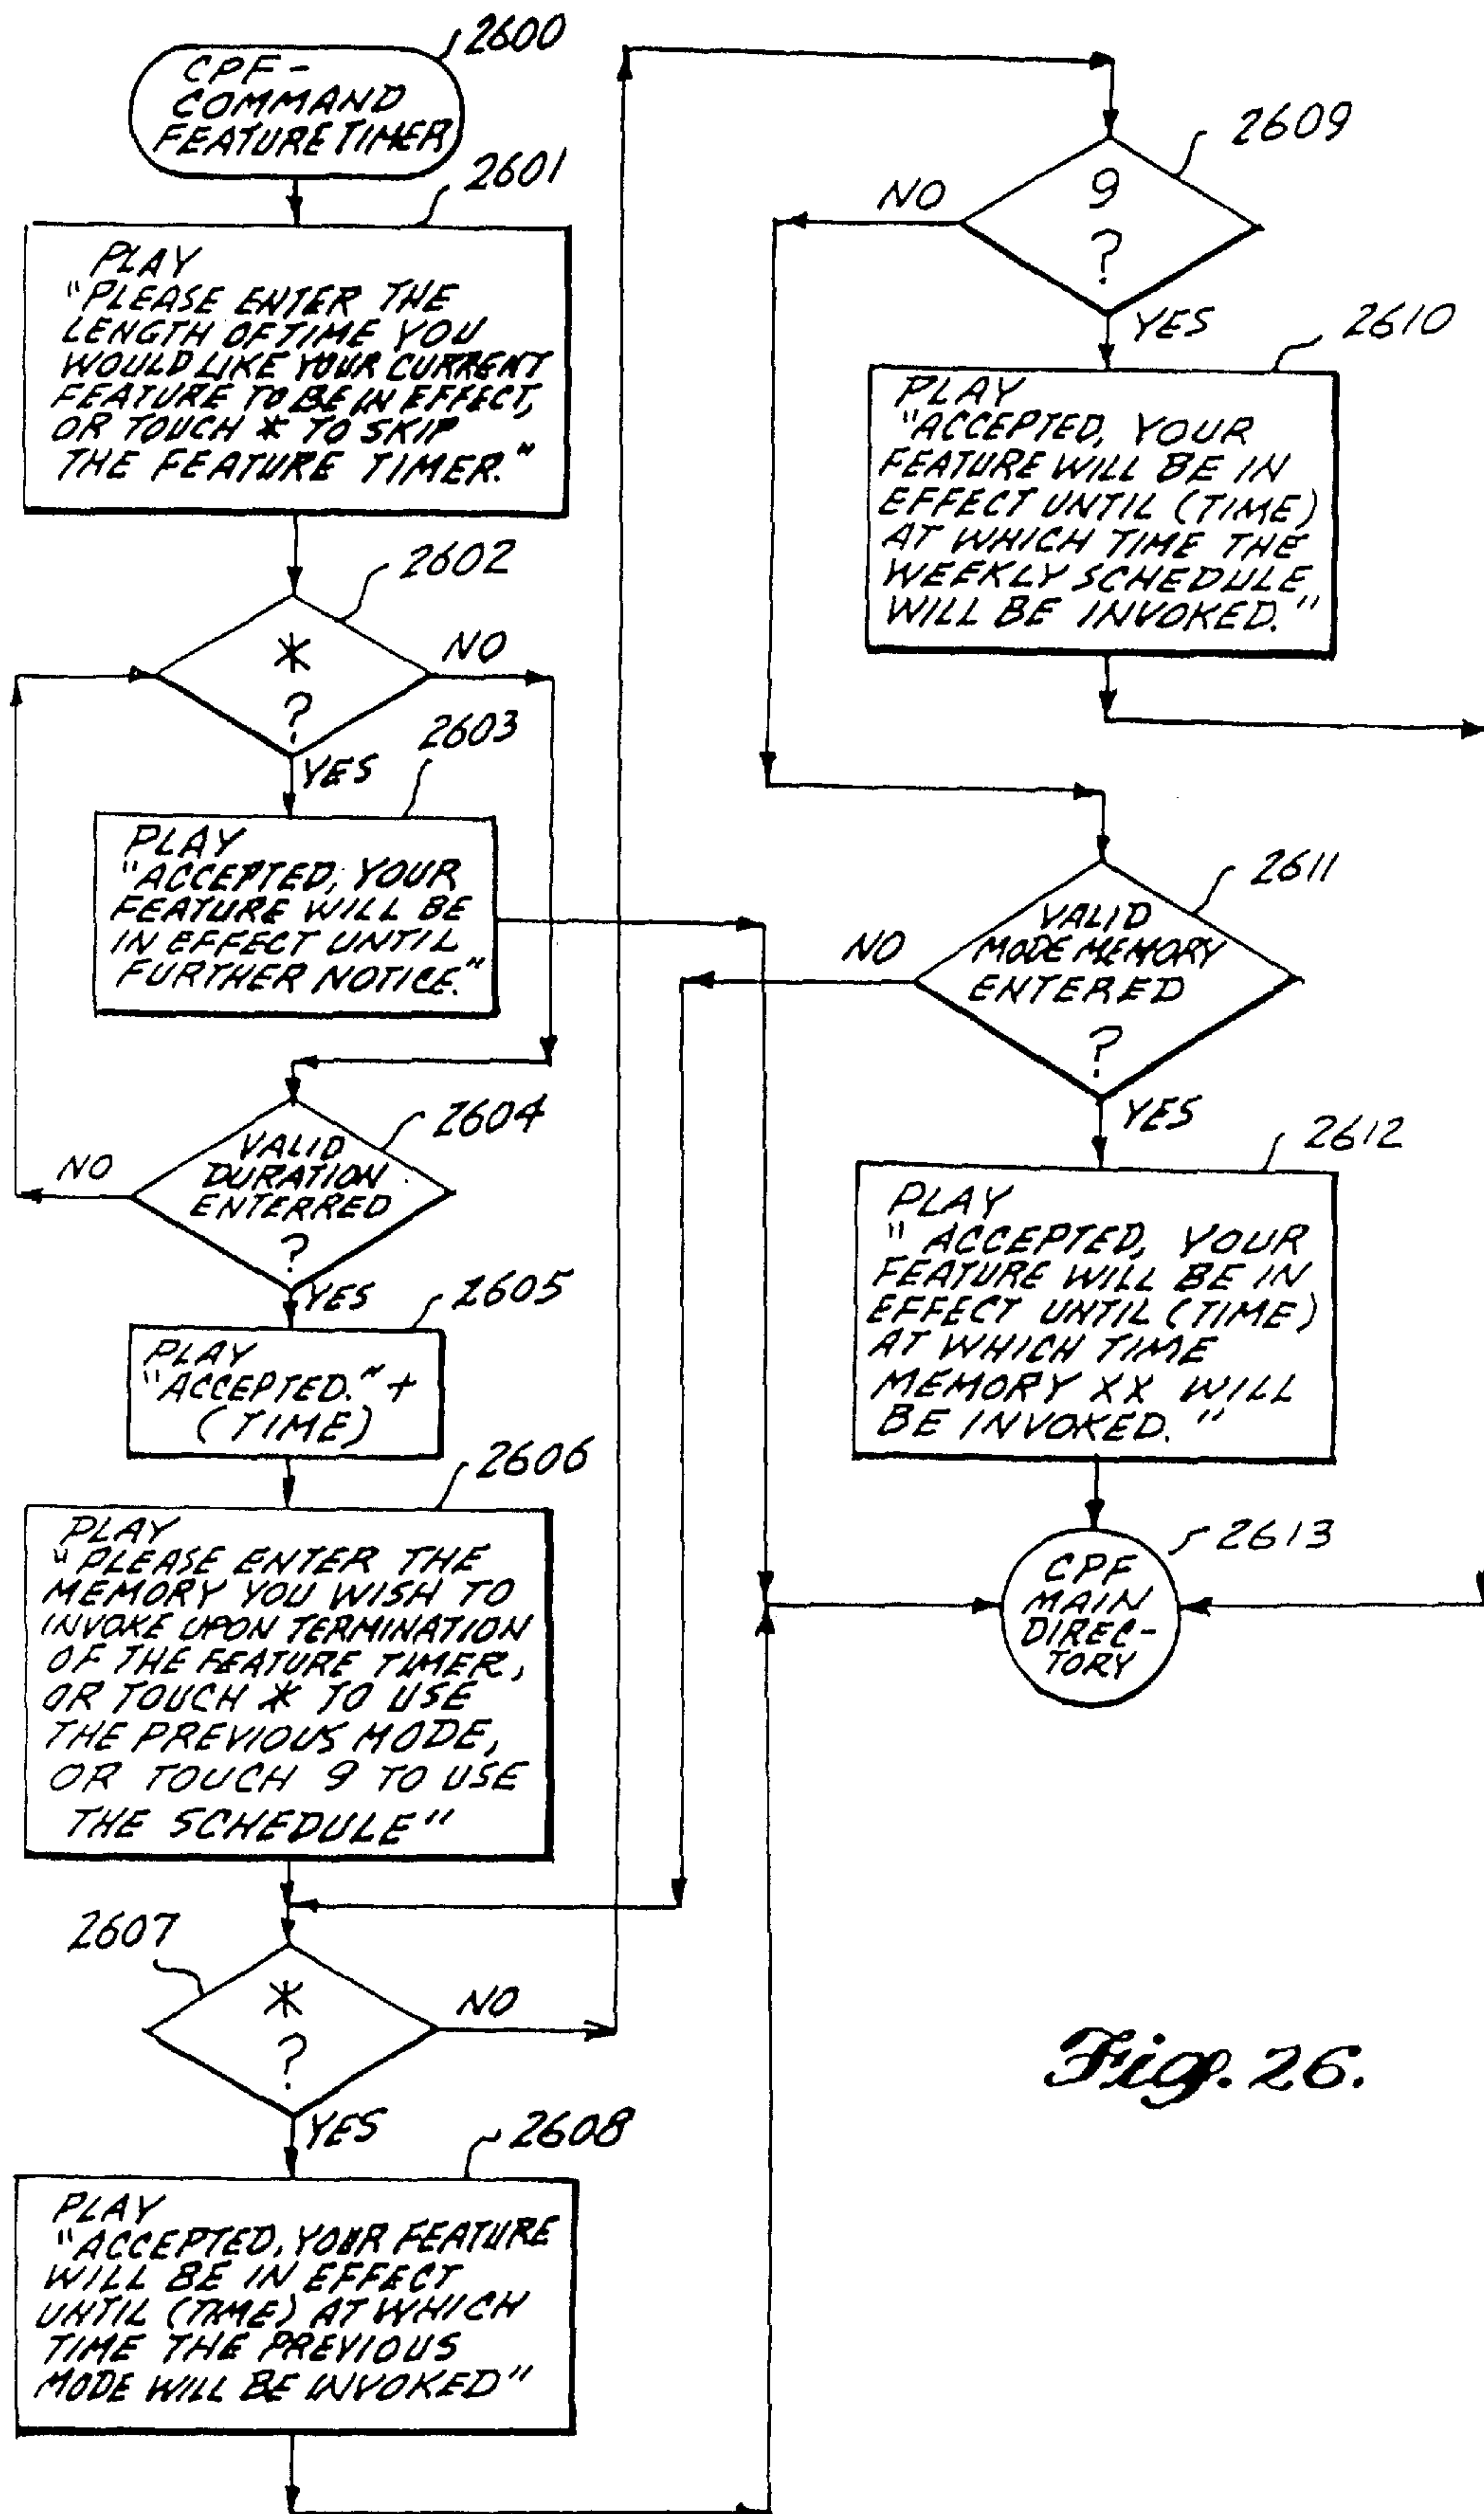 2600
CPF-
COMMAND
FEATURE TIMER
2601
PLAY
"PLEASE ENTER THE
LENGTH OF TIME YOU
WOULD LIKE YOUR CURRENT
FEATURE TO BE IN EFFECT,
OR TOUCH * TO SKIP
THE FEATURE TIMER."
2602
*
?
NO
YES
2603
PLAY
"ACCEPTED, YOUR
FEATURE WILL BE
IN EFFECT UNTIL
FURTHER NOTICE."
2604
VALID
DURATION
ENTERRED
?
NO
YES
2605
PLAY
"ACCEPTED." +
(TIME)
2606
PLAY
"PLEASE ENTER THE
MEMORY YOU WISH TO
INVOKE UPON TERMINATION
OF THE FEATURE TIMER,
OR TOUCH * TO USE
THE PREVIOUS MODE,
OR TOUCH 9 TO USE
THE SCHEDULE"
2607
*
?
NO
YES
2608
PLAY
"ACCEPTED, YOUR FEATURE
WILL BE IN EFFECT
UNTIL (TIME) AT WHICH
TIME THE PREVIOUS
MODE WILL BE INVOKED"
2609
9
?
NO
YES
2610
PLAY
"ACCEPTED, YOUR
FEATURE WILL BE IN
EFFECT UNTIL (TIME)
AT WHICH TIME THE
WEEKLY SCHEDULE
WILL BE INVOKED."
2611
VALID
MODE MEMORY
ENTERED
?
NO
YES
2612
PLAY
" ACCEPTED, YOUR
FEATURE WILL BE IN
EFFECT UNTIL (TIME)
AT WHICH TIME
MEMORY XX WILL
BE INVOKED."
2613
CPF
MAIN
DIREC-
TORY
Fig. 26.